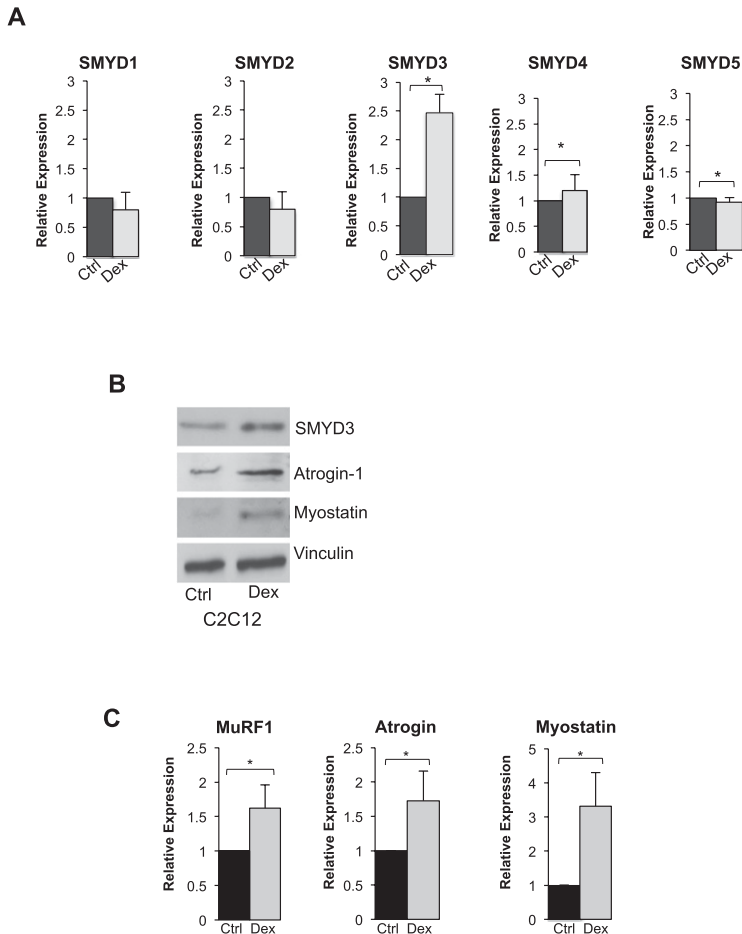 A
SMYD1
SMYD2
SMYD3
SMYD4
SMYD5
Relative Expression
3
2.5
2
1.5
1
0.5
0
Ctrl
Dex
Relative Expression
3
2.5
2
1.5
1
0.5
0
Ctrl
Dex
Relative Expression
3
2.5
2
1.5
1
0.5
0
*
Ctrl
Dex
Relative Expression
3
2.5
2
1.5
1
0.5
0
*
Ctrl
Dex
Relative Expression
3
2.5
2
1.5
1
0.5
0
*
Ctrl
Dex
B
SMYD3
Atrogin-1
Myostatin
Vinculin
Ctrl Dex
C2C12
C
MuRF1
Relative Expression
2.5
2
1.5
1
0.5
0
*
Ctrl Dex
Atrogin
Relative Expression
2.5
2
1.5
1
0.5
0
*
Ctrl Dex
Myostatin
Relative Expression
5
4
3
2
1
0
*
Ctrl Dex